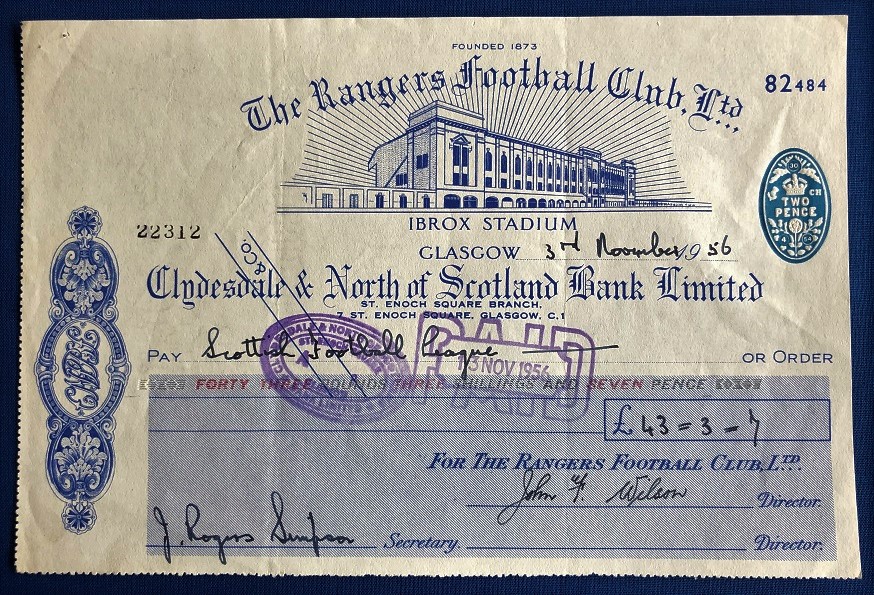 FOUNDED 1873
The Rangers Football Club, Ltd.
82484
TWO PENCE
IBROX STADIUM
22312
GLASGOW 3rd November, 1956
& Co
Clydesdale & North of Scotland Bank Limited
ST. ENOCH SQUARE BRANCH,
7 ST. ENOCH SQUARE, GLASGOW, C.1
PAY Scottish Football League OR ORDER
PAID
13 NOV 1956
FORTY THREE POUNDS THREE SHILLINGS AND SEVEN PENCE
£ 43 = 3 - 7
FOR THE RANGERS FOOTBALL CLUB, LTD.
John F. Wilson Director.
J. Rogers Simpson Secretary. Director.